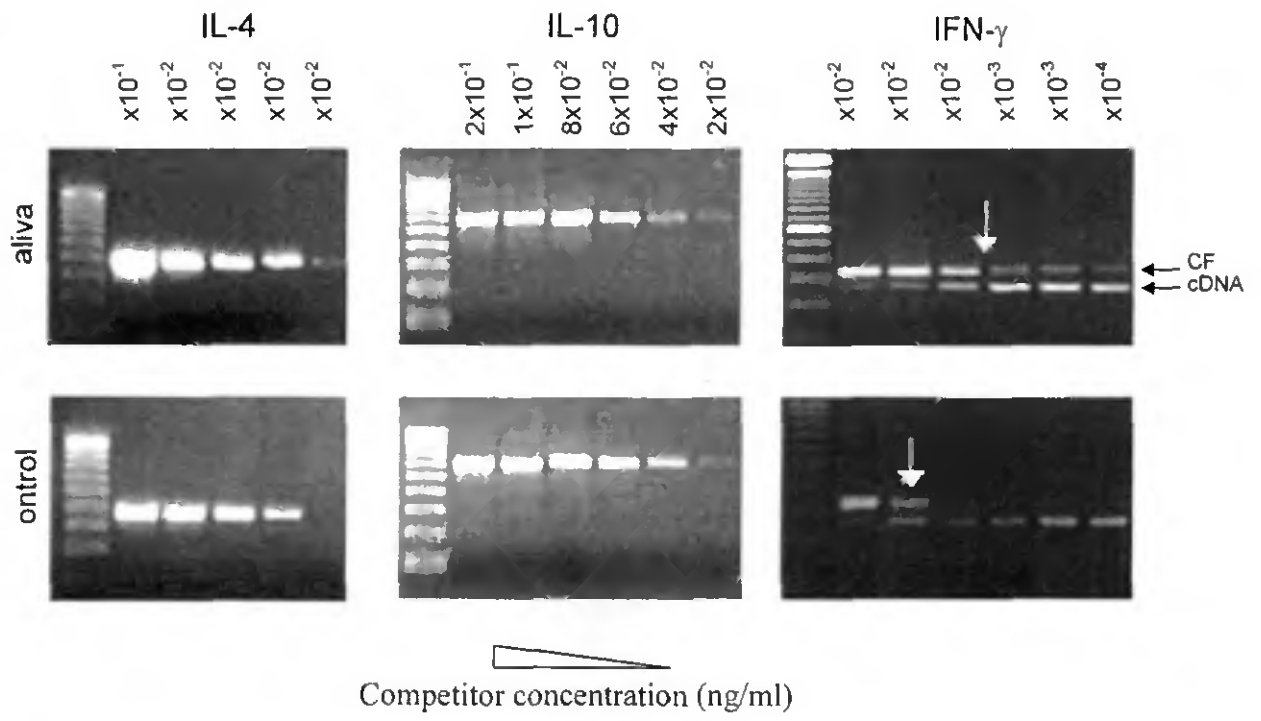 IL-4 IL-10 IFN-γ
x10⁻¹ x10⁻² x10⁻² x10⁻² x10⁻² 2x10⁻¹ 1x10⁻¹ 8x10⁻² 6x10⁻² 4x10⁻² 2x10⁻² x10⁻² x10⁻² x10⁻² x10⁻³ x10⁻³ x10⁻⁴
aliva
CF
cDNA
ontrol
Competitor concentration (ng/ml)